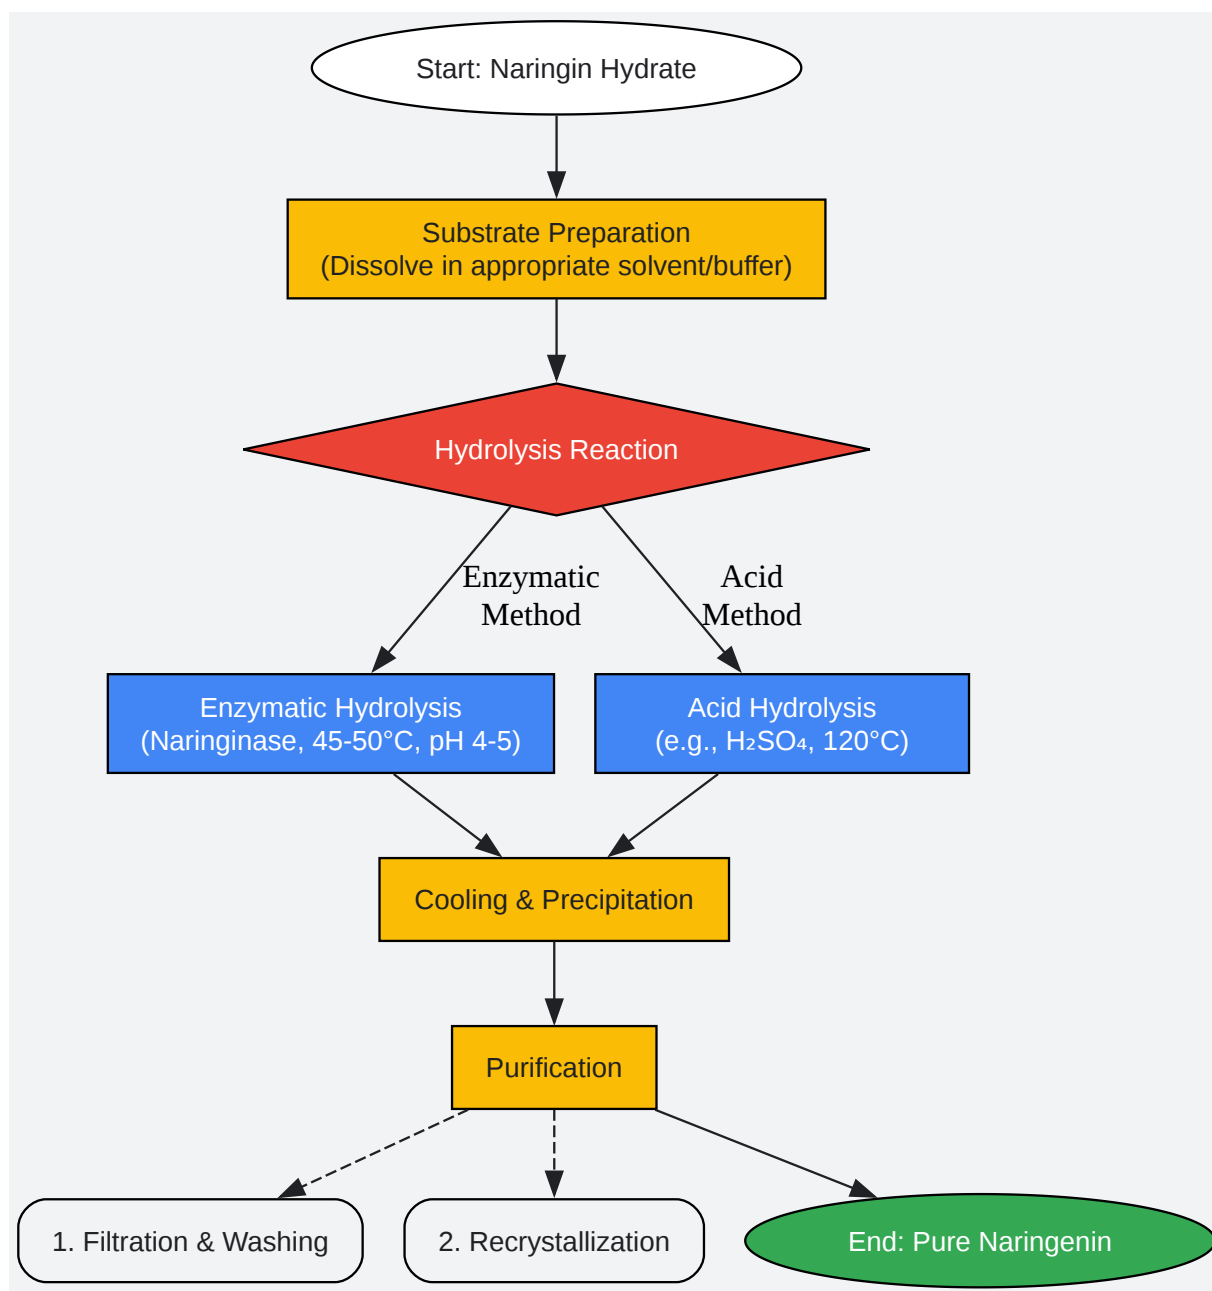 Start: Naringin Hydrate
Substrate Preparation
(Dissolve in appropriate solvent/buffer)
Hydrolysis Reaction
Enzymatic
Method
Acid
Method
Enzymatic Hydrolysis
(Naringinase, 45-50°C, pH 4-5)
Acid Hydrolysis
(e.g., H₂SO₄, 120°C)
Cooling & Precipitation
Purification
1. Filtration & Washing
2. Recrystallization
End: Pure Naringenin